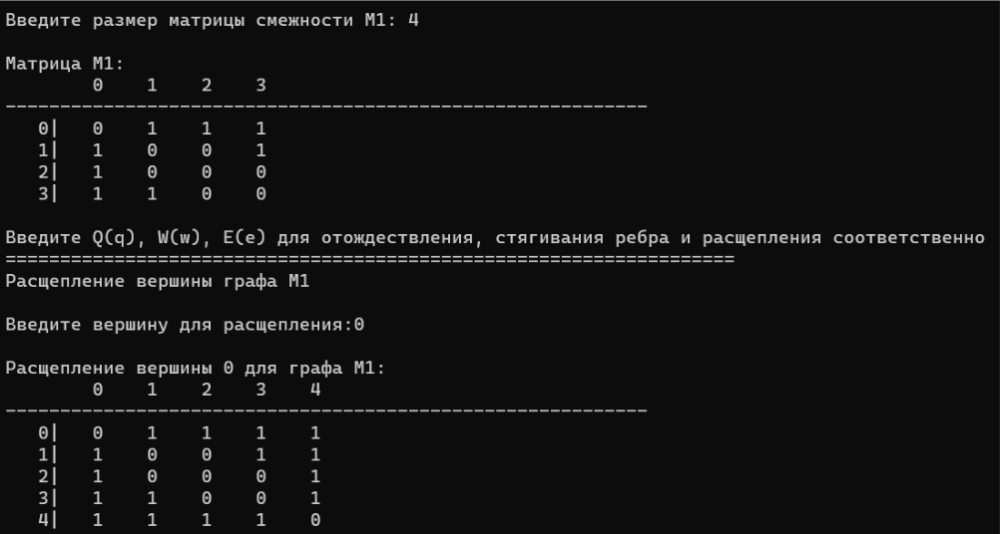 Введите размер матрицы смежности M1: 4
Матрица M1:
0 1 2 3
-----------------------------------------------------------
0| 0 1 1 1
1| 1 0 0 1
2| 1 0 0 0
3| 1 1 0 0
Введите Q(q), W(w), E(e) для отождествления, стягивания ребра и расщепления соответственно
===================================================================
Расщепление вершины графа M1
Введите вершину для расщепления:0
Расщепление вершины 0 для графа M1:
0 1 2 3 4
-----------------------------------------------------------
0| 0 1 1 1 1
1| 1 0 0 1 1
2| 1 0 0 0 1
3| 1 1 0 0 1
4| 1 1 1 1 0